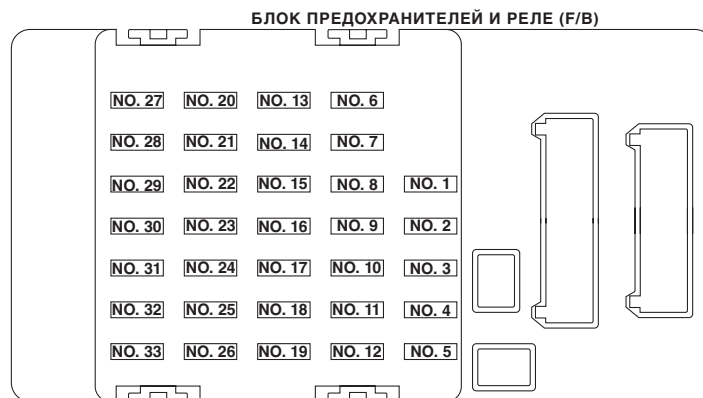 БЛОК ПРЕДОХРАНИТЕЛЕЙ И РЕЛЕ (F/B)
NO. 27 NO. 20 NO. 13 NO. 6
NO. 28 NO. 21 NO. 14 NO. 7
NO. 29 NO. 22 NO. 15 NO. 8 NO. 1
NO. 30 NO. 23 NO. 16 NO. 9 NO. 2
NO. 31 NO. 24 NO. 17 NO. 10 NO. 3
NO. 32 NO. 25 NO. 18 NO. 11 NO. 4
NO. 33 NO. 26 NO. 19 NO. 12 NO. 5